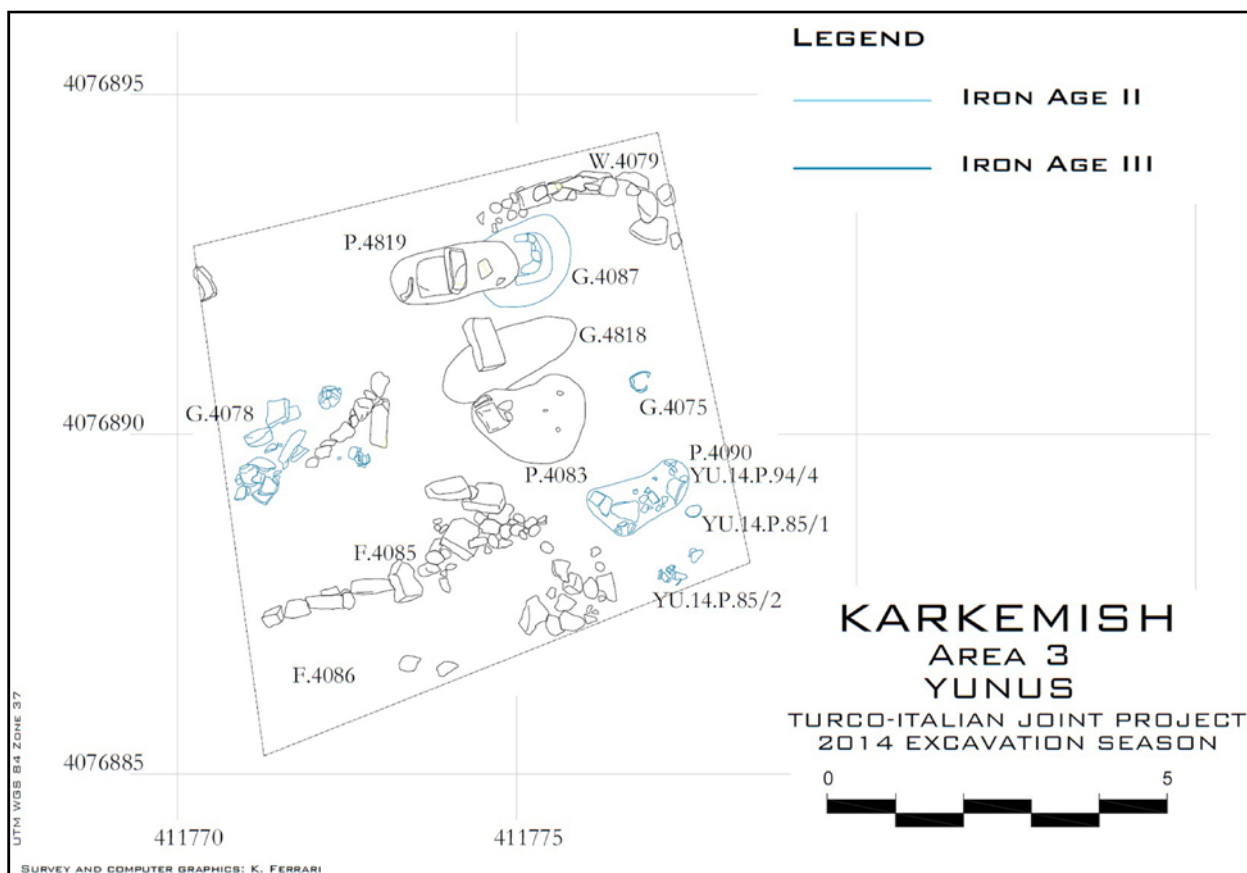 LEGEND
IRON AGE II
IRON AGE III
4076895
W.4079
P.4819
G.4087
G.4818
G.4075
G.4078
4076890
P.4083
P.4090
YU.14.P.94/4
YU.14.P.85/1
F.4085
YU.14.P.85/2
F.4086
4076885
411770
411775
KARKEMISH
AREA 3
YUNUS
TURCO-ITALIAN JOINT PROJECT
2014 EXCAVATION SEASON
0 5
UTM WGS 84 ZONE 37
SURVEY AND COMPUTER GRAPHICS: K. FERRARI